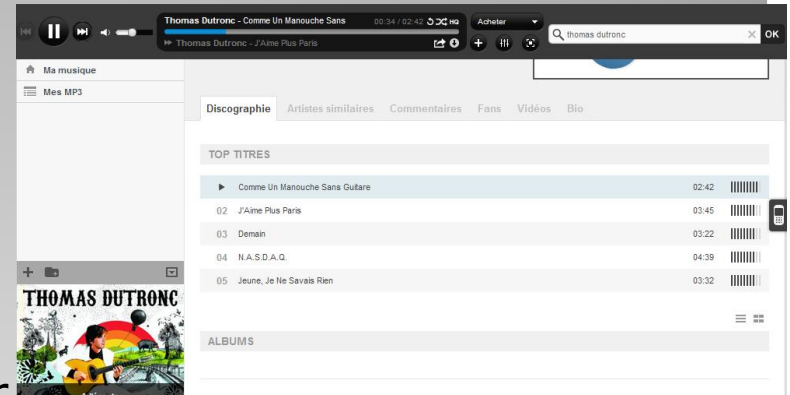 Thomas Dutronc - Comme Un Manouche Sans 00:34 / 02:42 HQ
Thomas Dutronc - J'Aime Plus Paris
Acheter
thomas dutronc
OK
Ma musique
Mes MP3
Discographie Artistes similaires Commentaires Fans Vidéos Bio
TOP TITRES
Comme Un Manouche Sans Guitare 02:42
02 J'Aime Plus Paris 03:45
03 Demain 03:22
04 N.A.S.D.A.Q. 04:39
05 Jeune, Je Ne Savais Rien 03:32
THOMAS DUTRONC
ALBUMS